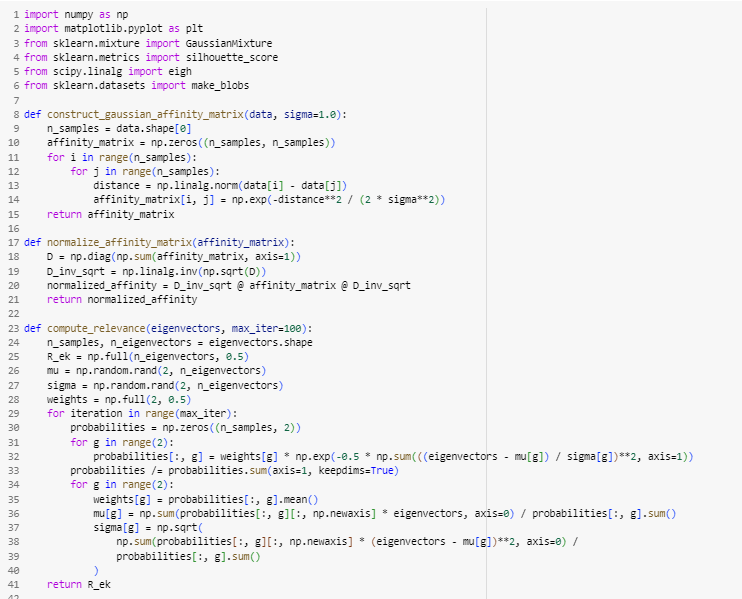 1 import numpy as np
2 import matplotlib.pyplot as plt
3 from sklearn.mixture import GaussianMixture
4 from sklearn.metrics import silhouette_score
5 from scipy.linalg import eigh
6 from sklearn.datasets import make_blobs
7
8 def construct_gaussian_affinity_matrix(data, sigma=1.0):
9     n_samples = data.shape[0]
10     affinity_matrix = np.zeros((n_samples, n_samples))
11     for i in range(n_samples):
12         for j in range(n_samples):
13             distance = np.linalg.norm(data[i] - data[j])
14             affinity_matrix[i, j] = np.exp(-distance**2 / (2 * sigma**2))
15     return affinity_matrix
16
17 def normalize_affinity_matrix(affinity_matrix):
18     D = np.diag(np.sum(affinity_matrix, axis=1))
19     D_inv_sqrt = np.linalg.inv(np.sqrt(D))
20     normalized_affinity = D_inv_sqrt @ affinity_matrix @ D_inv_sqrt
21     return normalized_affinity
22
23 def compute_relevance(eigenvectors, max_iter=100):
24     n_samples, n_eigenvectors = eigenvectors.shape
25     R_ek = np.full(n_eigenvectors, 0.5)
26     mu = np.random.rand(2, n_eigenvectors)
27     sigma = np.random.rand(2, n_eigenvectors)
28     weights = np.full(2, 0.5)
29     for iteration in range(max_iter):
30         probabilities = np.zeros((n_samples, 2))
31         for g in range(2):
32             probabilities[:, g] = weights[g] * np.exp(-0.5 * np.sum(((eigenvectors - mu[g]) / sigma[g])**2, axis=1))
33         probabilities /= probabilities.sum(axis=1, keepdims=True)
34         for g in range(2):
35             weights[g] = probabilities[:, g].mean()
36             mu[g] = np.sum(probabilities[:, g][:, np.newaxis] * eigenvectors, axis=0) / probabilities[:, g].sum()
37             sigma[g] = np.sqrt(
38                 np.sum(probabilities[:, g][:, np.newaxis] * (eigenvectors - mu[g])**2, axis=0) /
39                 probabilities[:, g].sum()
40             )
41     return R_ek
42